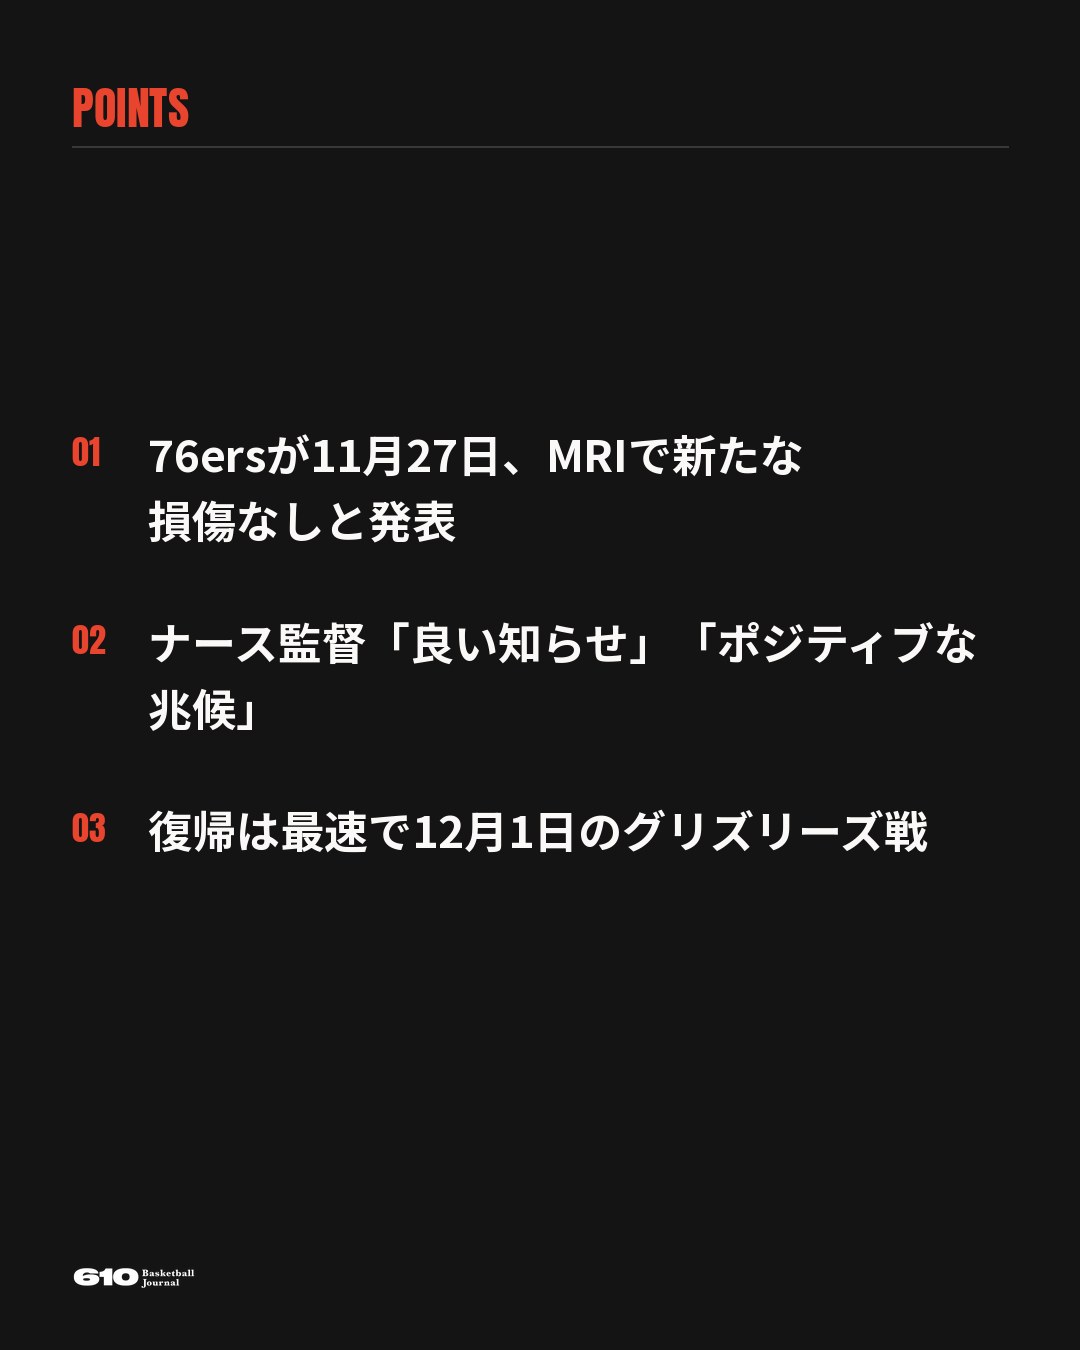 POINTS
01 76ersが11月27日、MRIで新たな
損傷なしと発表
02 ナース監督「良い知らせ」「ポジティブな
兆候」
03 復帰は最速で12月1日のグリズリーズ戦
610 Basketball
Journal